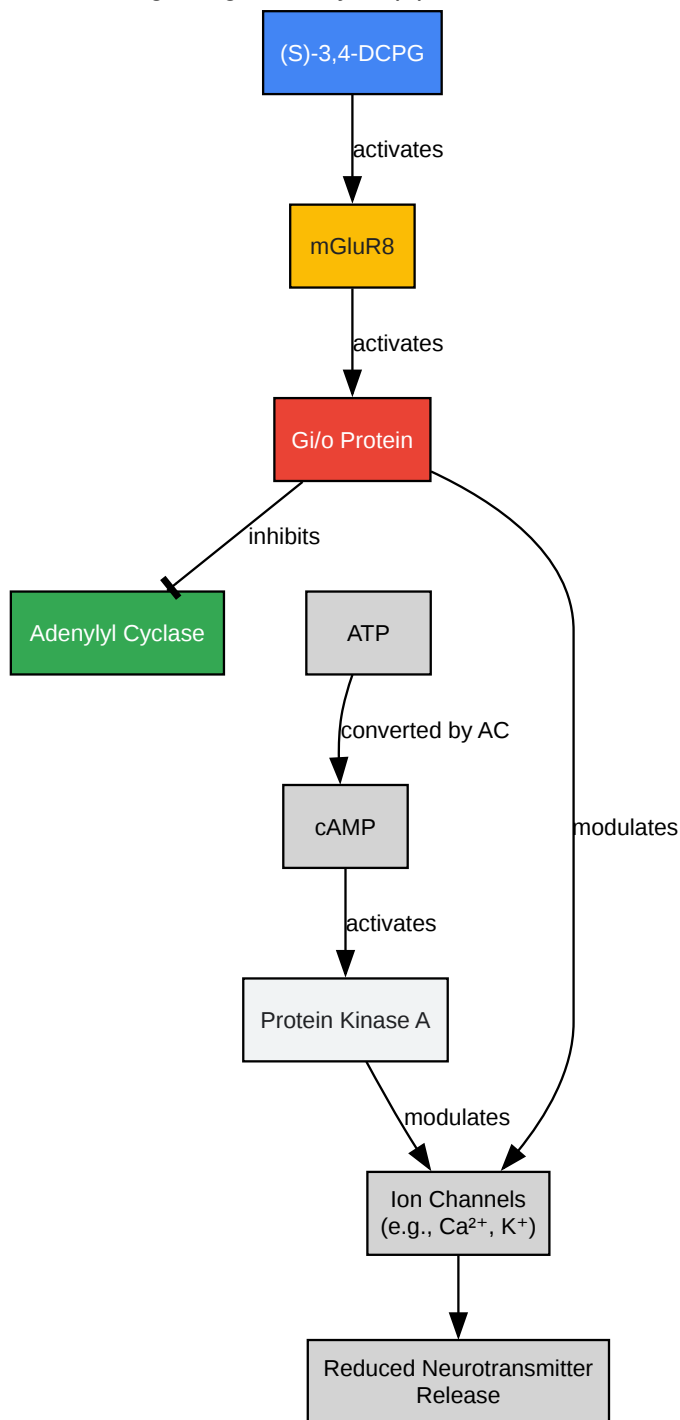 (S)-3,4-DCPG
activates
mGluR8
activates
Gi/o Protein
inhibits
Adenylyl Cyclase
ATP
converted by AC
cAMP
modulates
activates
Protein Kinase A
modulates
Ion Channels
(e.g., Ca²⁺, K⁺)
Reduced Neurotransmitter
Release